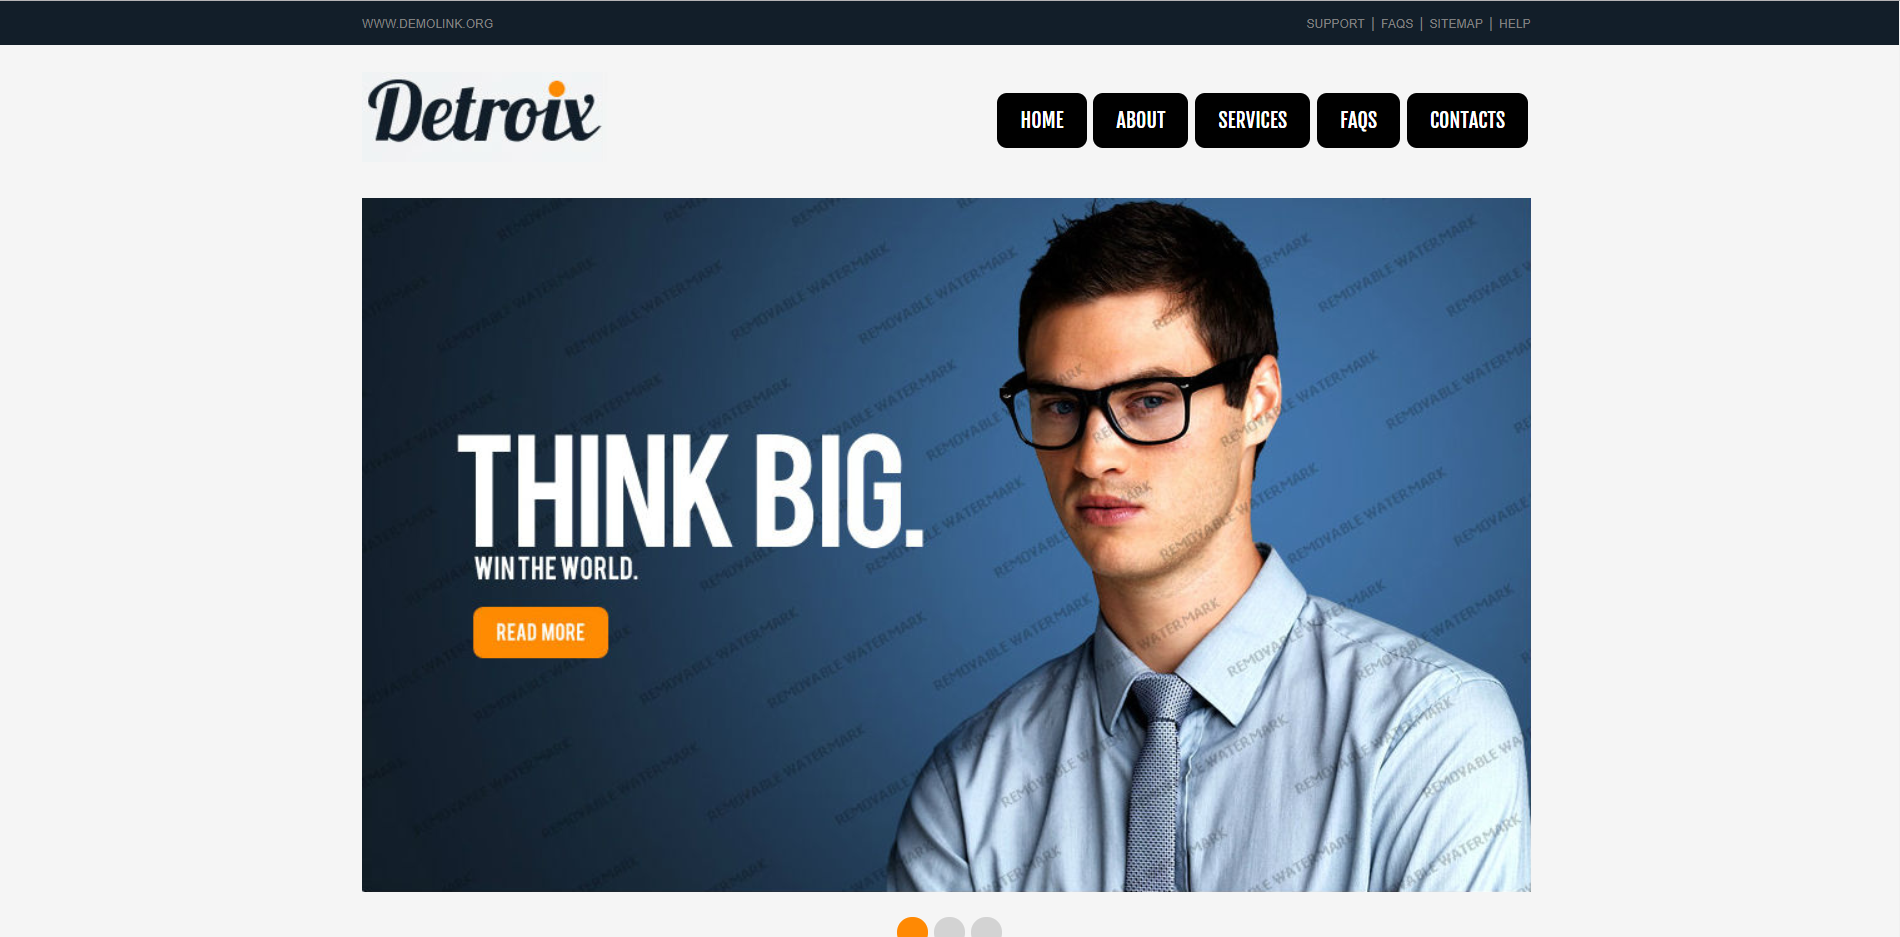 WWW.DEMOLINK.ORG
SUPPORT | FAQS | SITEMAP | HELP
Detroix
HOME ABOUT SERVICES FAQS CONTACTS
THINK BIG.
WIN THE WORLD.
READ MORE
REMOVABLE WATERMARK